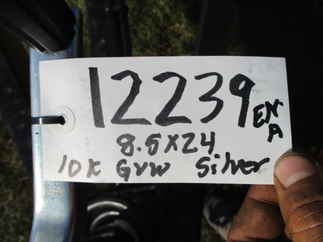 12239
EN
A
8.5x24
10K GVW Silver